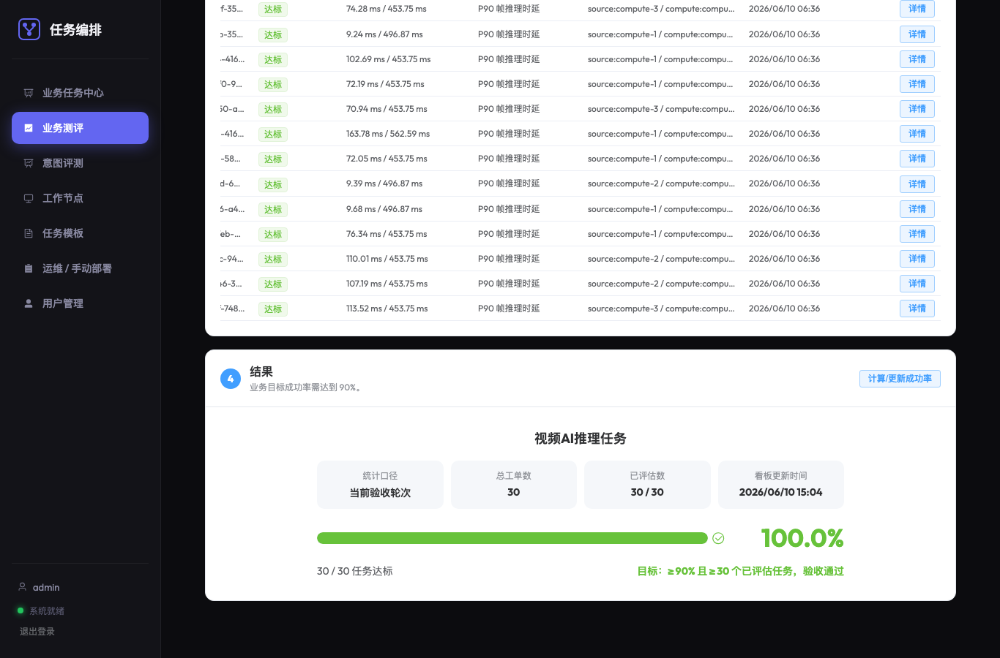 任务编排
业务任务中心
业务测评
意图评测
工作节点
任务模板
运维 / 手动部署
用户管理
admin
系统就绪
退出登录
f-35... 达标 74.28 ms / 453.75 ms P90 帧推理时延 source:compute-3 / compute:compu... 2026/06/10 06:36 详情
-35... 达标 9.24 ms / 496.87 ms P90 帧推理时延 source:compute-1 / compute:compu... 2026/06/10 06:36 详情
-416... 达标 102.69 ms / 453.75 ms P90 帧推理时延 source:compute-1 / compute:compu... 2026/06/10 06:36 详情
0-9... 达标 72.19 ms / 453.75 ms P90 帧推理时延 source:compute-1 / compute:compu... 2026/06/10 06:36 详情
50-a... 达标 70.94 ms / 453.75 ms P90 帧推理时延 source:compute-3 / compute:compu... 2026/06/10 06:36 详情
-416... 达标 163.78 ms / 562.59 ms P90 帧推理时延 source:compute-1 / compute:compu... 2026/06/10 06:36 详情
-58... 达标 72.05 ms / 453.75 ms P90 帧推理时延 source:compute-1 / compute:compu... 2026/06/10 06:36 详情
d-6... 达标 9.39 ms / 496.87 ms P90 帧推理时延 source:compute-2 / compute:compu... 2026/06/10 06:36 详情
6-a4... 达标 9.68 ms / 496.87 ms P90 帧推理时延 source:compute-1 / compute:compu... 2026/06/10 06:36 详情
eb-... 达标 76.34 ms / 453.75 ms P90 帧推理时延 source:compute-1 / compute:compu... 2026/06/10 06:36 详情
c-94... 达标 110.01 ms / 453.75 ms P90 帧推理时延 source:compute-2 / compute:compu... 2026/06/10 06:36 详情
6-3... 达标 107.19 ms / 453.75 ms P90 帧推理时延 source:compute-2 / compute:compu... 2026/06/10 06:36 详情
-748... 达标 113.52 ms / 453.75 ms P90 帧推理时延 source:compute-3 / compute:compu... 2026/06/10 06:36 详情
4 结果
业务目标成功率需达到 90%。
计算/更新成功率
视频AI推理任务
统计口径 总工单数 已评估数 看板更新时间
当前验收轮次 30 30 / 30 2026/06/10 15:04
100.0%
30 / 30 任务达标 目标：≥90% 且 ≥30 个已评估任务，验收通过